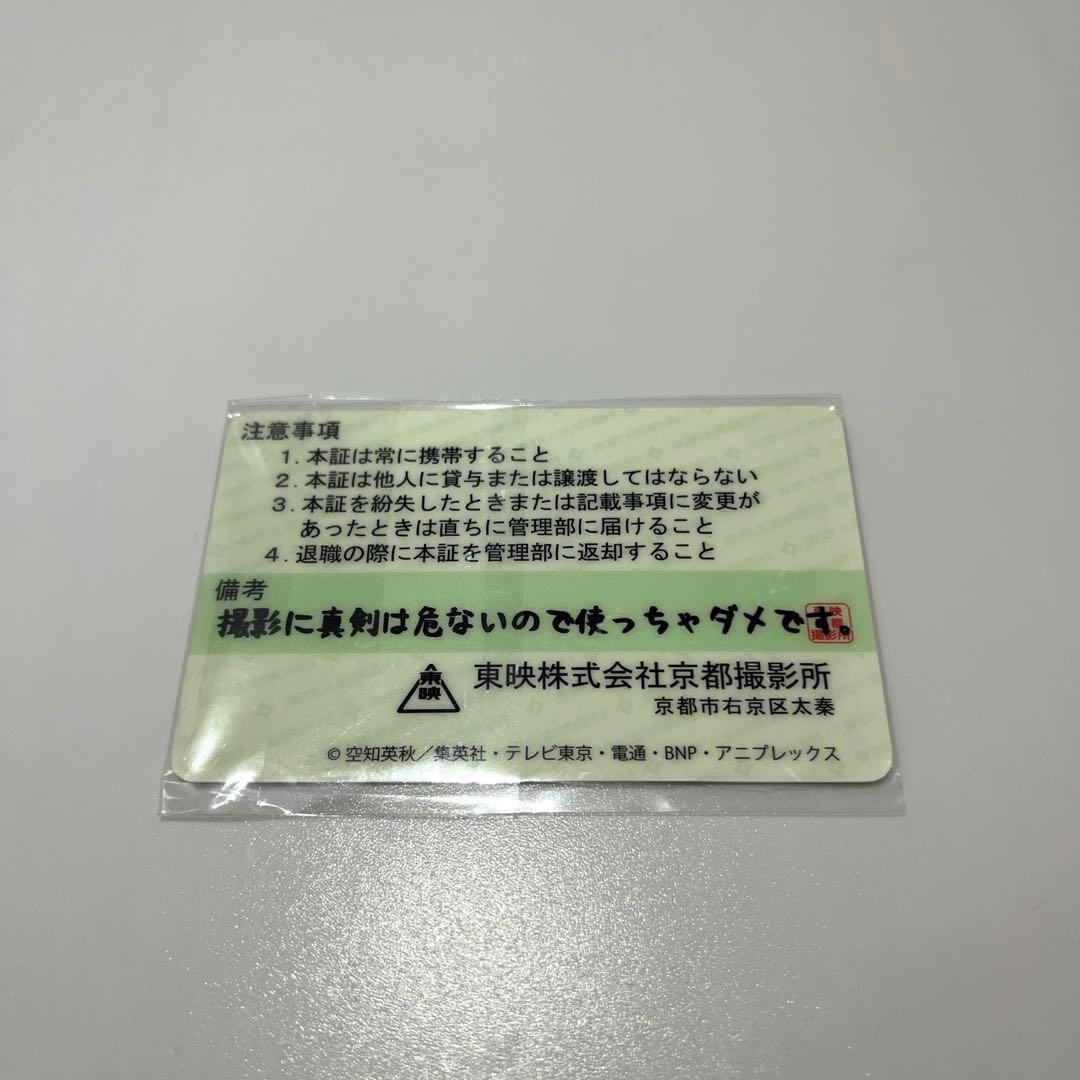 注意事項
1. 本証は常に携帯すること
2. 本証は他人に貸与または譲渡してはならない
3. 本証を紛失したときまたは記載事項に変更が
あったときは直ちに管理部に届けること
4. 退職の際に本証を管理部に返却すること
備考
撮影に真剣は危ないので使っちゃダメです。
東映
東映株式会社京都撮影所
京都市右京区太秦
©空知英秋／集英社・テレビ東京・電通・BNP・アニプレックス